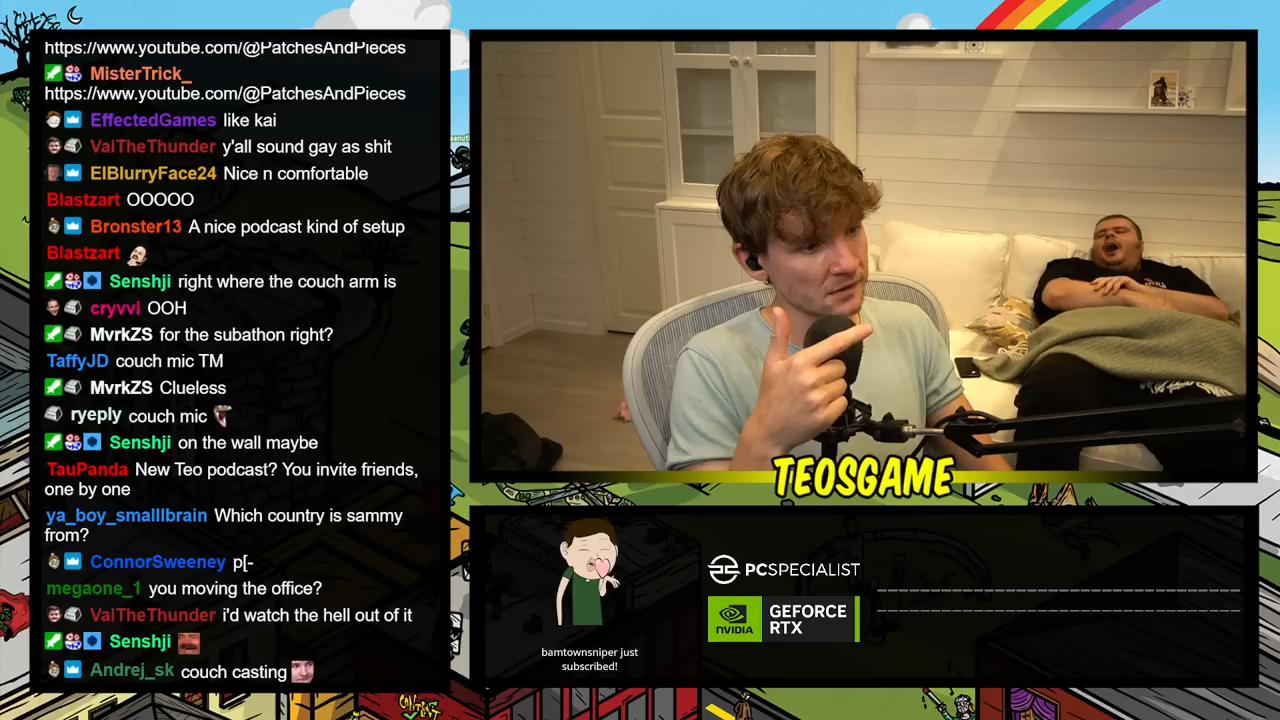 https://www.youtube.com/@PatchesAndPieces
MisterTrick_
https://www.youtube.com/@PatchesAndPieces
EffectedGames like kai
ValTheThunder y'all sound gay as shit
ElBlurryFace24 Nice n comfortable
Blastzart OOOOO
Bronster13 A nice podcast kind of setup
Blastzart
Senshji right where the couch arm is
cryvvi OOH
MvrkZS for the subathon right?
TaffyJD couch mic TM
MvrkZS Clueless
ryeply couch mic
Senshji on the wall maybe
TauPanda New Teo podcast? You invite friends,
one by one
ya_boy_smalllbrain Which country is sammy
from?
ConnorSweeney p[-
megaone_1 you moving the office?
ValTheThunder i'd watch the hell out of it
Senshji
Andrej_sk couch casting
TEOSGAME
bamtownsniper just
subscribed!
PCSPECIALIST
NVIDIA
GEFORCE
RTX
CONTENT